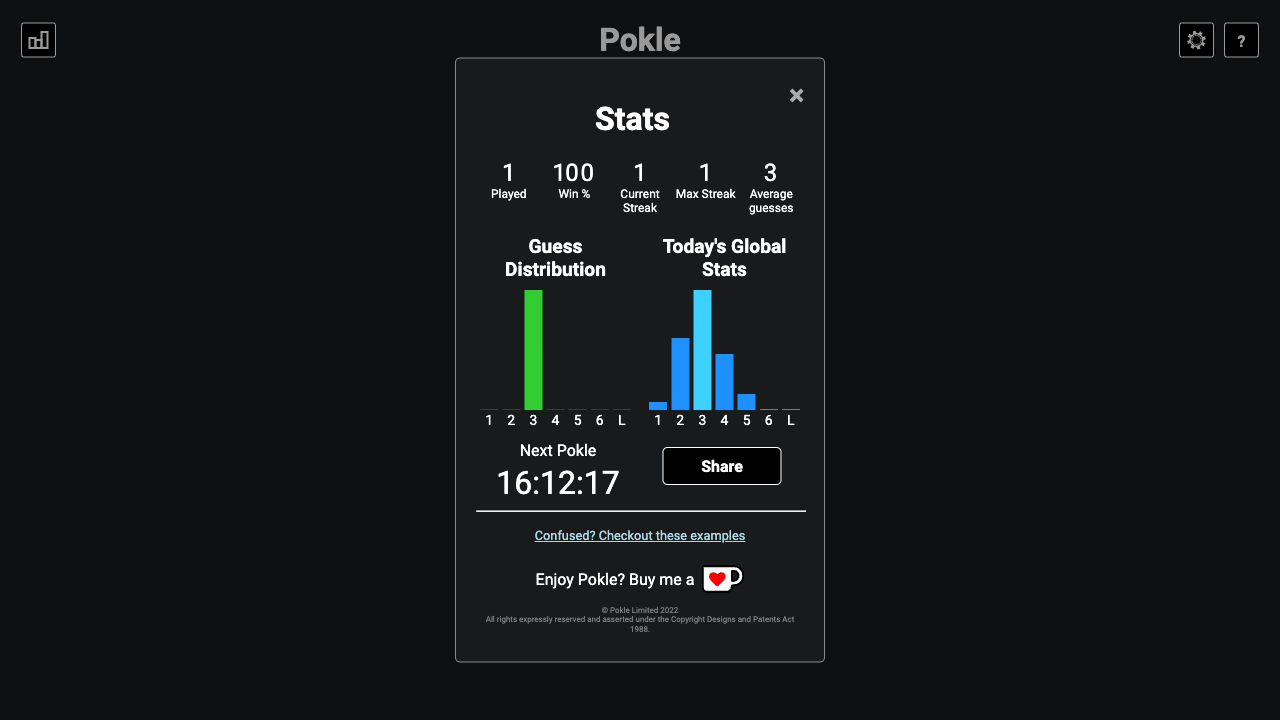 Pokle
?
Stats
1 100 1 1 3
Played Win % Current Streak Max Streak Average guesses
Guess Distribution
Today's Global Stats
1 2 3 4 5 6 L
1 2 3 4 5 6 L
Next Pokle
16:12:17
Share
Confused? Checkout these examples
Enjoy Pokle? Buy me a
© Pokle Limited 2022
All rights expressly reserved and asserted under the Copyright Designs and Patents Act
1988.